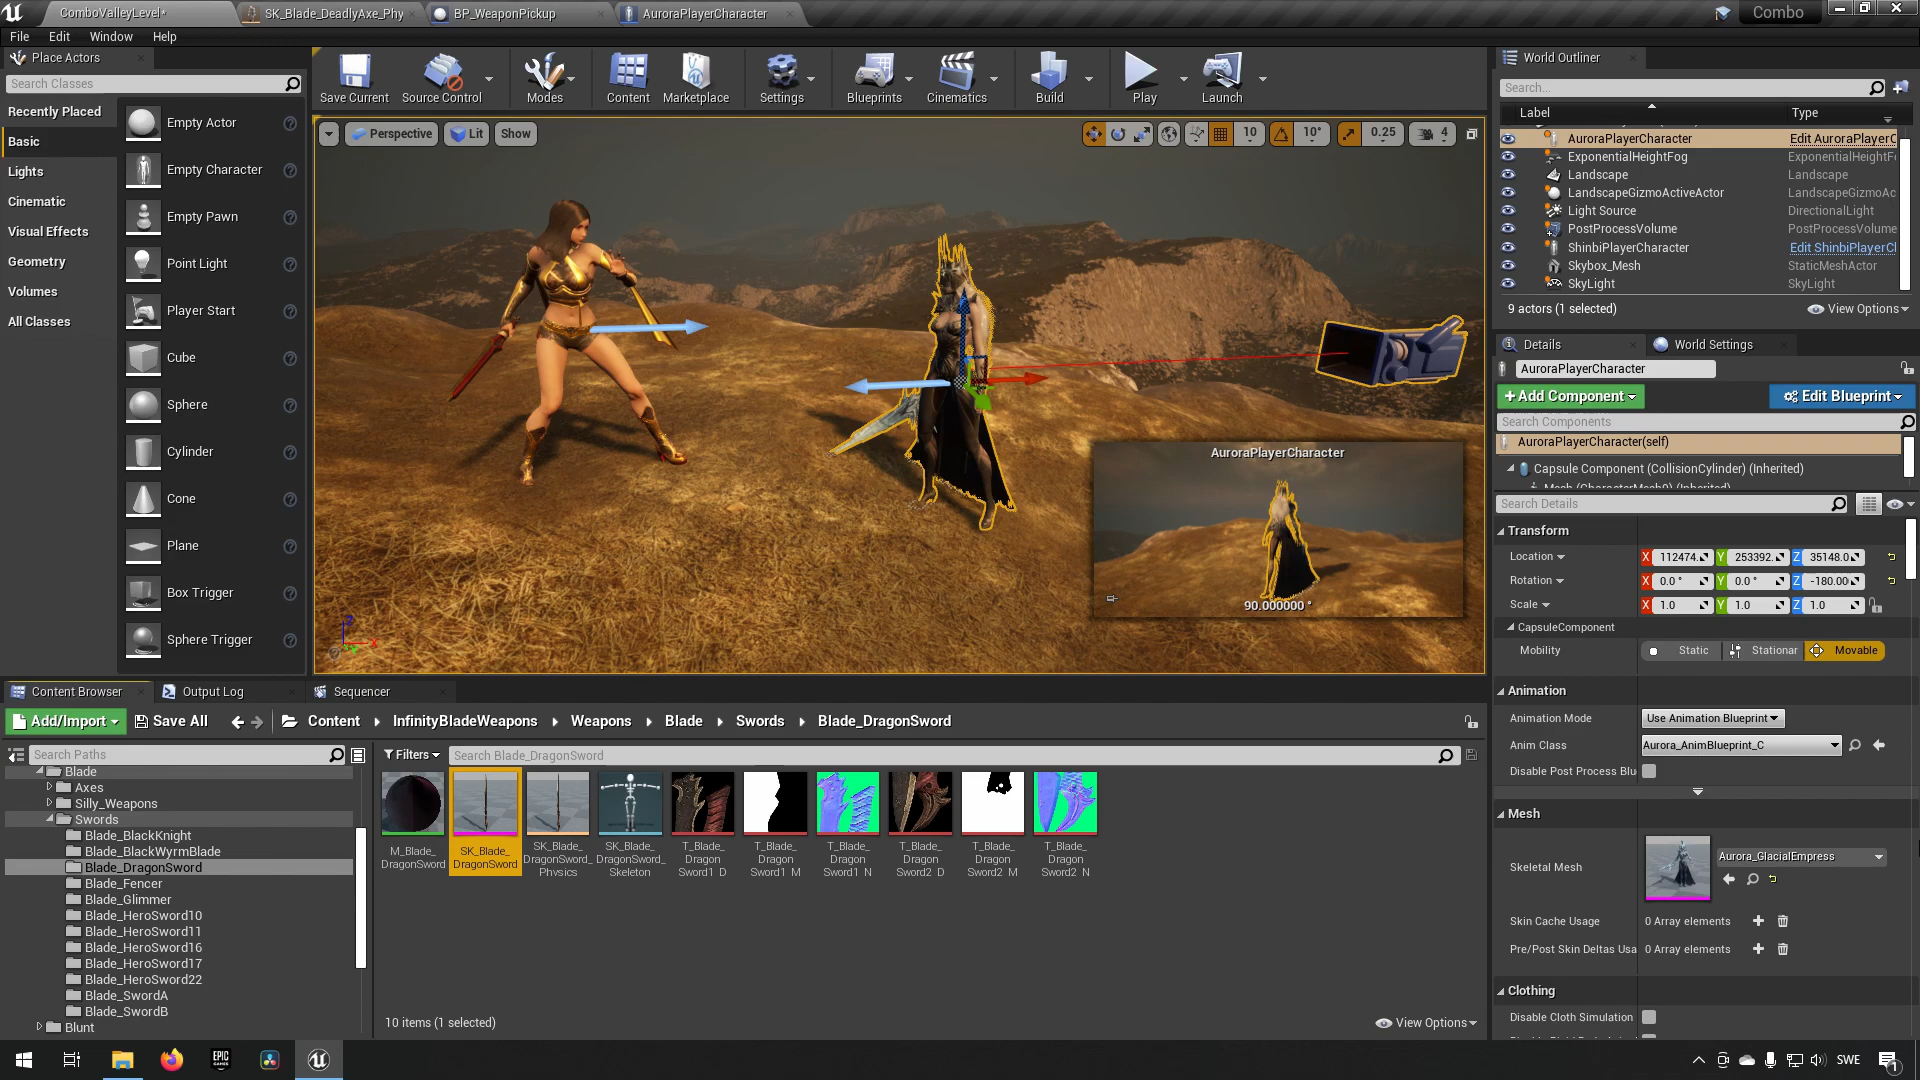 ComboValleyLevel*
SK_Blade_DeadlyAxe_Phy
BP_WeaponPickup
AuroraPlayerCharacter
Combo
File
Edit
Window
Help
Place Actors
Search Classes
Recently Placed
Basic
Lights
Cinematic
Visual Effects
Geometry
Volumes
All Classes
Empty Actor
Empty Character
Empty Pawn
Point Light
Player Start
Cube
Sphere
Cylinder
Cone
Plane
Box Trigger
Sphere Trigger
Save Current
Source Control
Modes
Content
Marketplace
Settings
Blueprints
Cinematics
Build
Play
Launch
Perspective
Lit
Show
10
10°
0.25
4
AuroraPlayerCharacter
90.000000 °
World Outliner
Search...
Label
Type
AuroraPlayerCharacter
Edit AuroraPlayerC
ExponentialHeightFog
ExponentialHeightF
Landscape
Landscape
LandscapeGizmoActiveActor
LandscapeGizmoAc
Light Source
DirectionalLight
PostProcessVolume
PostProcessVolume
ShinbiPlayerCharacter
Edit ShinbiPlayerCl
Skybox_Mesh
StaticMeshActor
SkyLight
SkyLight
9 actors (1 selected)
View Options
Details
World Settings
AuroraPlayerCharacter
+Add Component
Edit Blueprint
Search Components
AuroraPlayerCharacter(self)
Capsule Component (CollisionCylinder) (Inherited)
Mesh (CharacterMesh0) (Inherited)
Search Details
Transform
Location
X 112474. Y 253392. Z 35148.0
Rotation
X 0.0 ° Y 0.0 ° Z -180.00
Scale
X 1.0 Y 1.0 Z 1.0
CapsuleComponent
Mobility
Static
Stationar
Movable
Animation
Animation Mode
Use Animation Blueprint
Anim Class
Aurora_AnimBlueprint_C
Disable Post Process Blu
Mesh
Skeletal Mesh
Aurora_GlacialEmpress
Skin Cache Usage
0 Array elements
Pre/Post Skin Deltas Usa
0 Array elements
Clothing
Disable Cloth Simulation
Content Browser
Output Log
Sequencer
Add/Import
Save All
Content
InfinityBladeWeapons
Weapons
Blade
Swords
Blade_DragonSword
Search Paths
Filters
Search Blade_DragonSword
Blade
Axes
Silly_Weapons
Swords
Blade_BlackKnight
Blade_BlackWyrmBlade
Blade_DragonSword
Blade_Fencer
Blade_Glimmer
Blade_HeroSword10
Blade_HeroSword11
Blade_HeroSword16
Blade_HeroSword17
Blade_HeroSword22
Blade_SwordA
Blade_SwordB
Blunt
M_Blade_
DragonSword
SK_Blade_
DragonSword
SK_Blade_
DragonSword_
Physics
SK_Blade_
DragonSword_
Skeleton
T_Blade_
Dragon
Sword1_D
T_Blade_
Dragon
Sword1_M
T_Blade_
Dragon
Sword1_N
T_Blade_
Dragon
Sword2_D
T_Blade_
Dragon
Sword2_M
T_Blade_
Dragon
Sword2_N
10 items (1 selected)
View Options
EPIC
GAMES
SWE
1